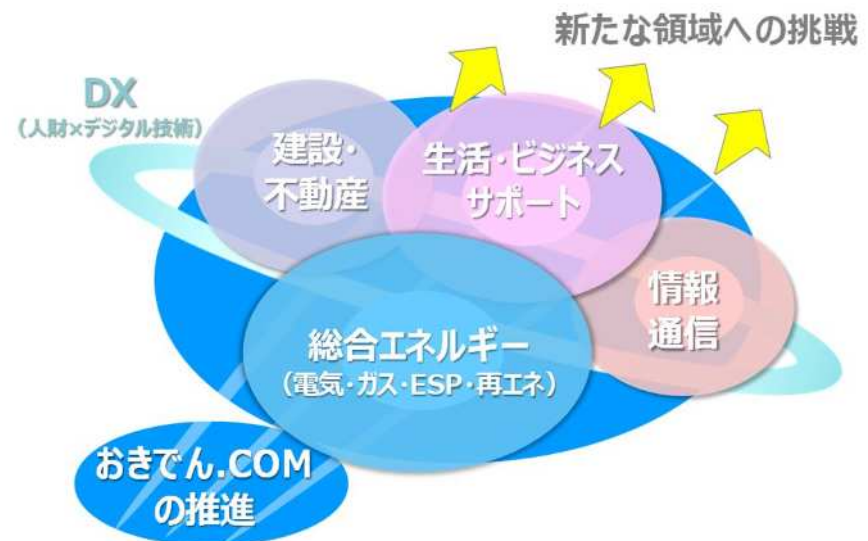 新たな領域への挑戦
DX
（人財×デジタル技術）
建設・
不動産
生活・ビジネス
サポート
情報
通信
総合エネルギー
（電気・ガス・ESP・再エネ）
おきでん.COM
の推進